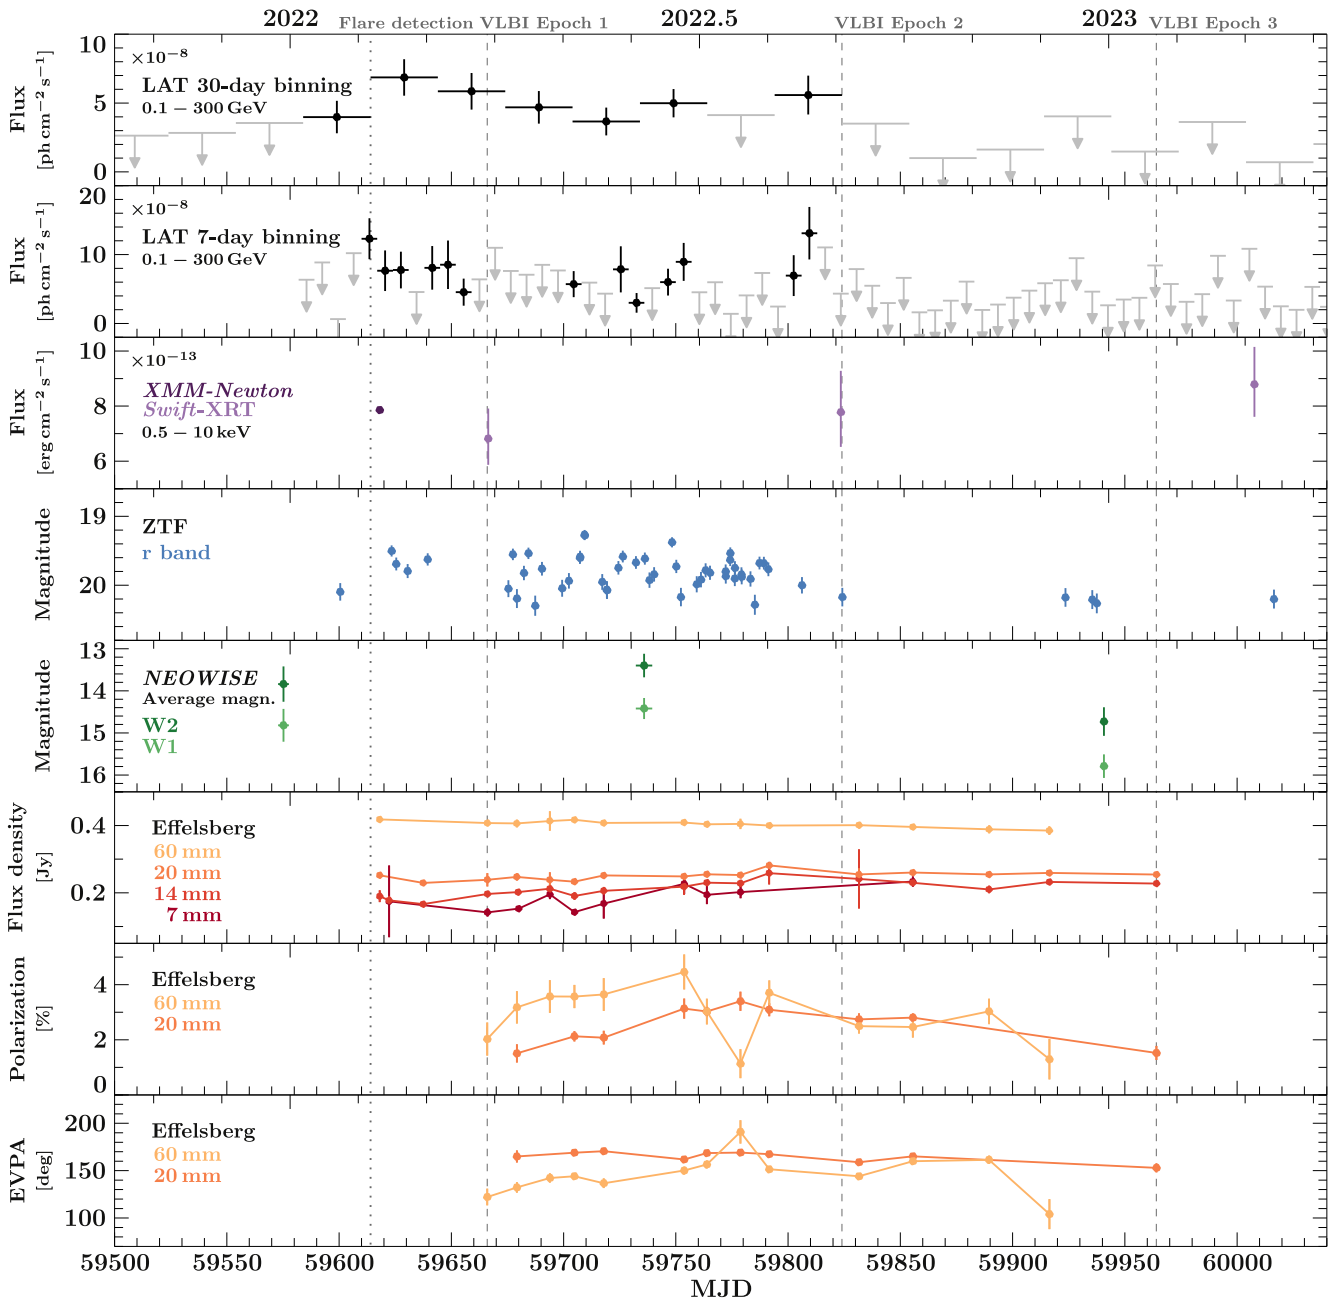 2022 Flare detection VLBI Epoch 1 2022.5 VLBI Epoch 2 2023 VLBI Epoch 3
Flux
[ph cm−2 s−1]
10
5
0
×10−8
LAT 30-day binning
0.1 − 300 GeV
Flux
[ph cm−2 s−1]
20
10
0
×10−8
LAT 7-day binning
0.1 − 300 GeV
Flux
[erg cm−2 s−1]
10
8
6
×10−13
XMM-Newton
Swift-XRT
0.5 − 10 keV
Magnitude
19
20
ZTF
r band
Magnitude
13
14
15
16
NEOWISE
Average magn.
W2
W1
Flux density
[Jy]
0.4
0.2
Effelsberg
60 mm
20 mm
14 mm
7 mm
Polarization
[%]
4
2
0
Effelsberg
60 mm
20 mm
EVPA
[deg]
200
150
100
Effelsberg
60 mm
20 mm
59500 59550 59600 59650 59700 59750 59800 59850 59900 59950 60000
MJD